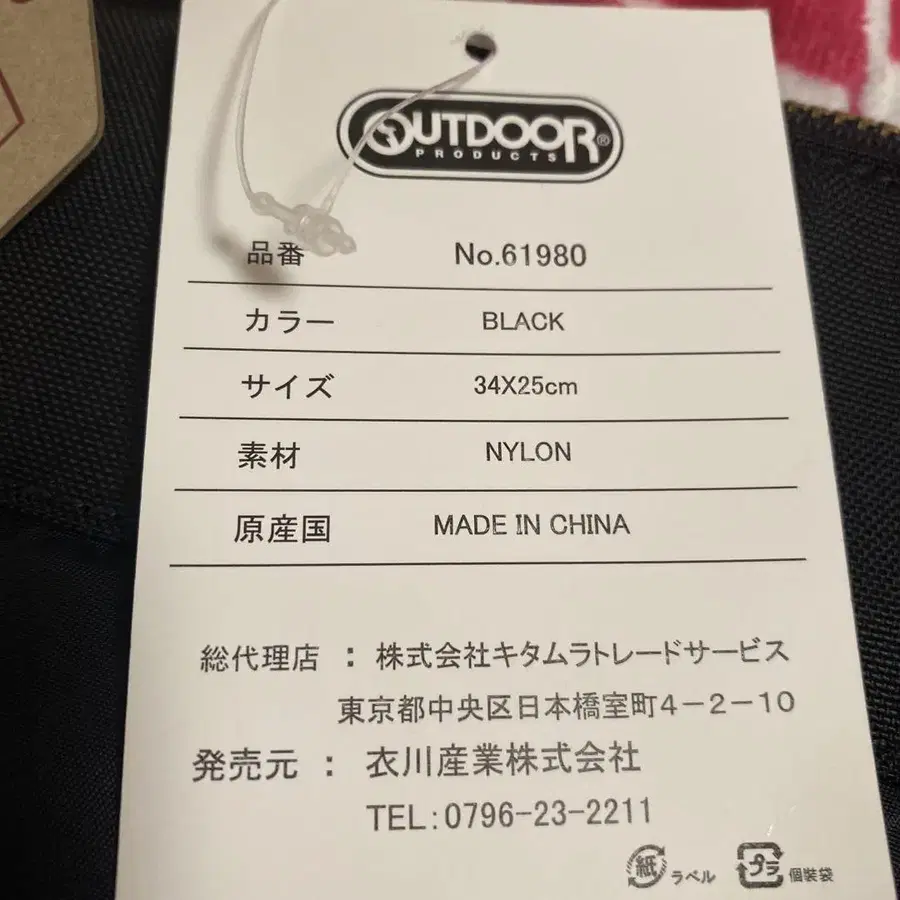 OUTDOOR®
PRODUCTS
品番 No.61980
カラー BLACK
サイズ 34X25cm
素材 NYLON
原産国 MADE IN CHINA
総代理店 : 株式会社キタムラトレードサービス
東京都中央区日本橋室町4-2-10
発売元 : 衣川産業株式会社
TEL:0796-23-2211
紙 ラベル プラ 個装袋